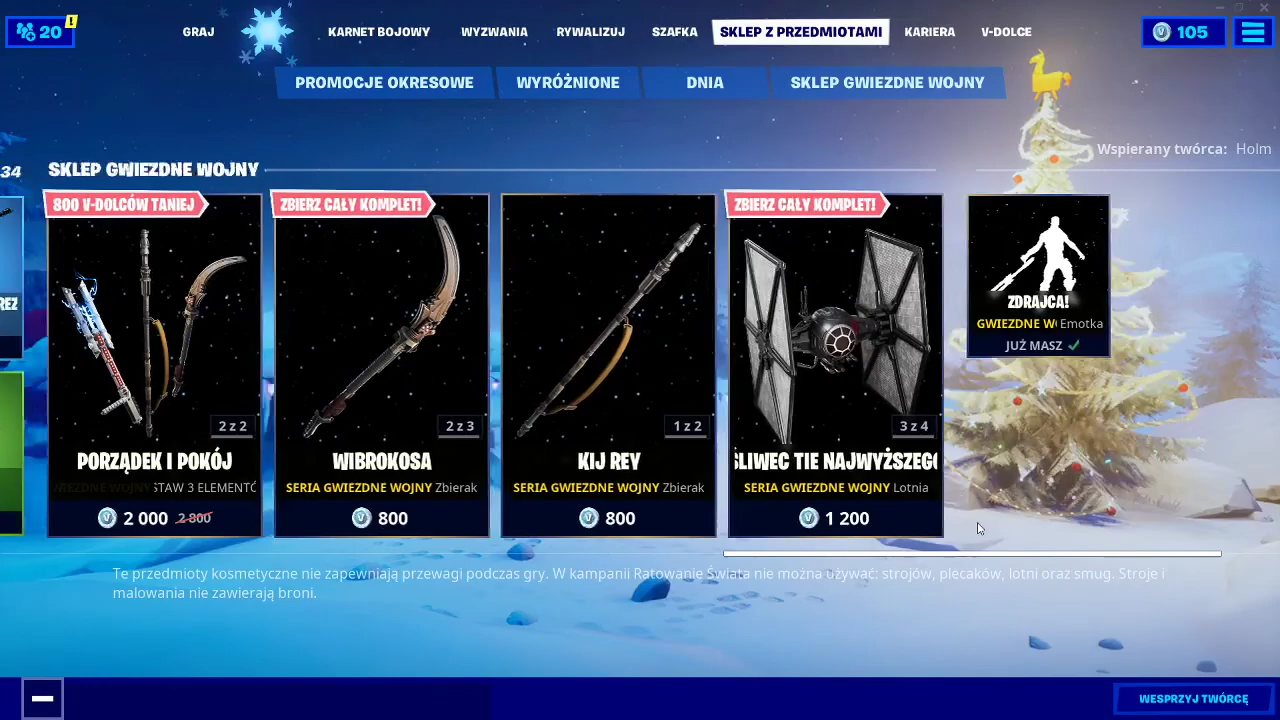 20
!
GRAJ
KARNET BOJOWY
WYZWANIA
RYWALIZUJ
SZAFKA
SKLEP Z PRZEDMIOTAMI
KARIERA
V-DOLCE
105
PROMOCJE OKRESOWE
WYRÓŻNIONE
DNIA
SKLEP GWIEZDNE WOJNY
Wspierany twórca: Holm
34
SKLEP GWIEZDNE WOJNY
800 V-DOLCÓW TANIEJ
2 z 2
PORZĄDEK I POKÓJ
2 000 2 800
ZBIERZ CAŁY KOMPLET!
2 z 3
WIBROKOSA
SERIA GWIEZDNE WOJNY Zbierak
800
1 z 2
KIJ REY
SERIA GWIEZDNE WOJNY Zbierak
800
ZBIERZ CAŁY KOMPLET!
3 z 4
ŚLIWIEC TIE NAJWYŻSZEGO
SERIA GWIEZDNE WOJNY Lotnia
1 200
ZDRAJCA!
GWIEZDNE W Emotka
JUŻ MASZ
Te przedmioty kosmetyczne nie zapewniają przewagi podczas gry. W kampanii Ratowanie Świata nie można używać: strojów, plecaków, lotni oraz smug. Stroje i
malowania nie zawierają broni.
WESPRZYJ TWÓRCĘ